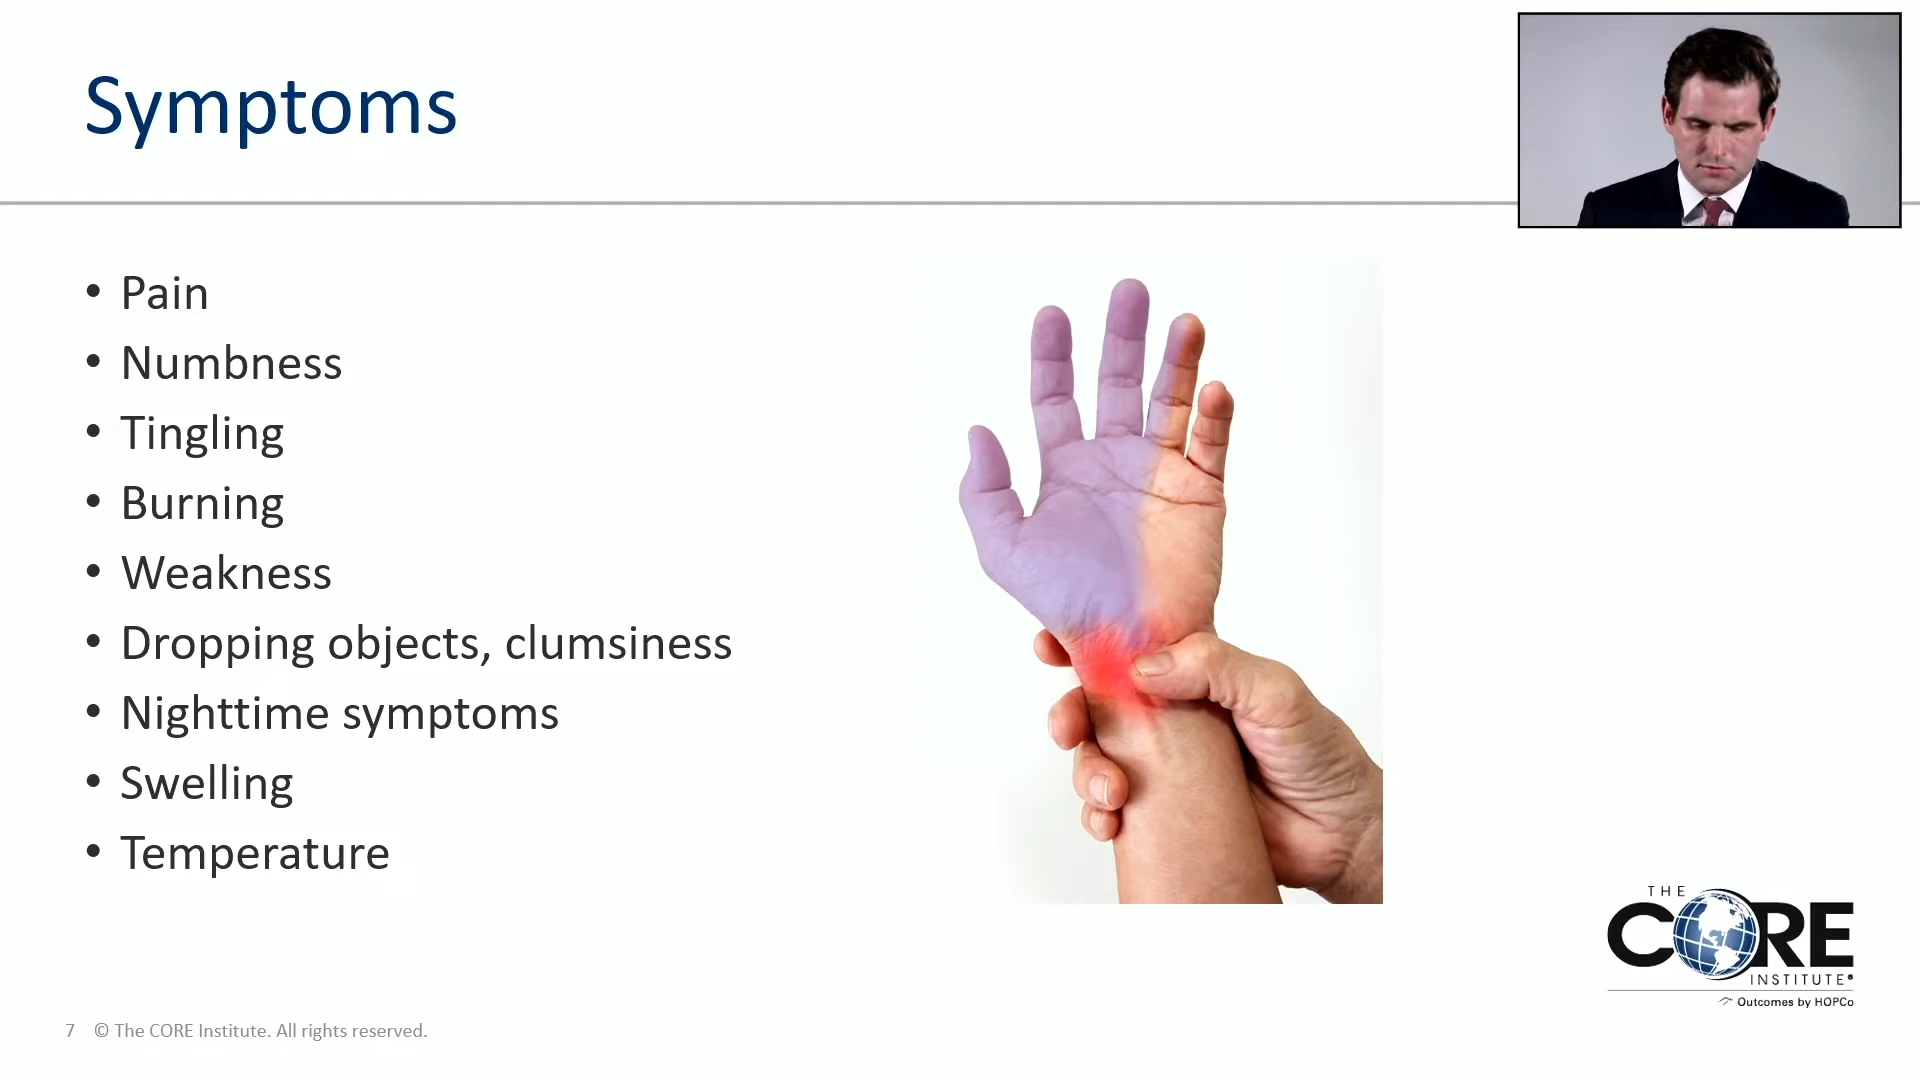 Symptoms
• Pain
• Numbness
• Tingling
• Burning
• Weakness
• Dropping objects, clumsiness
• Nighttime symptoms
• Swelling
• Temperature
THE
CORE
INSTITUTE®
Outcomes by HOPCo
7 © The CORE Institute. All rights reserved.